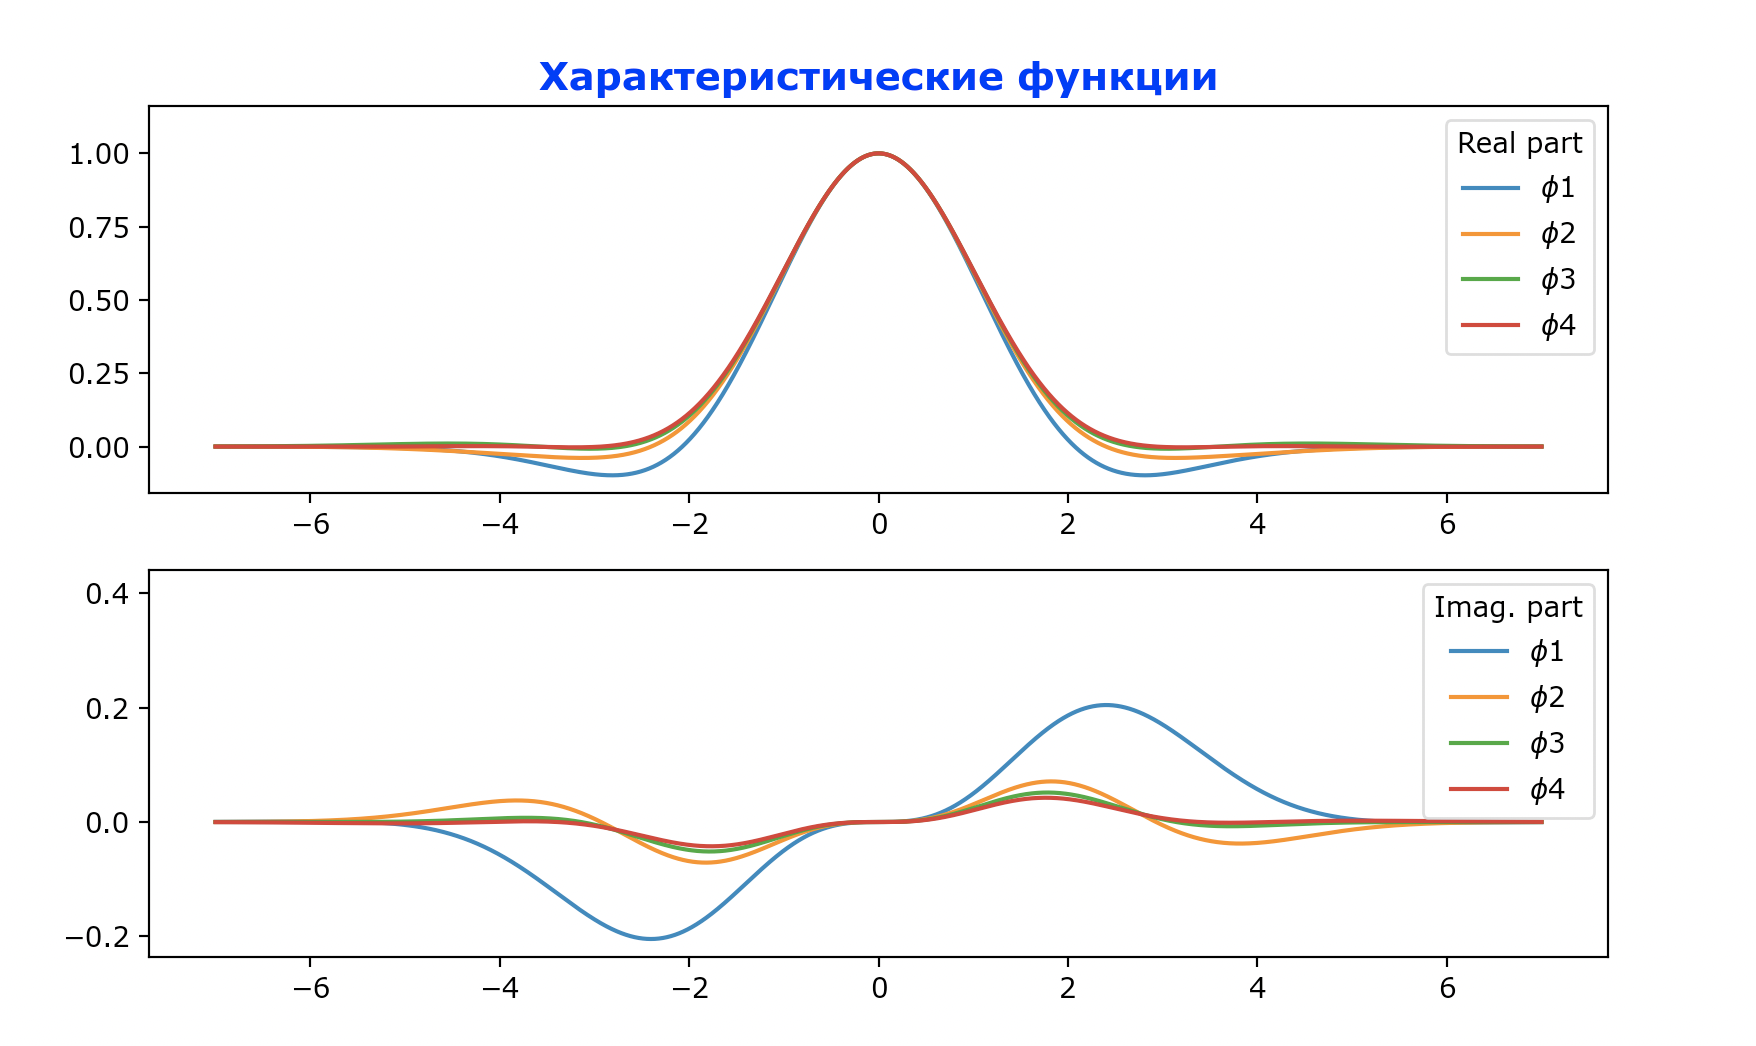 Характеристические функции
Real part
ϕ1
ϕ2
ϕ3
ϕ4
1.00
0.75
0.50
0.25
0.00
−6 −4 −2 0 2 4 6
Imag. part
ϕ1
ϕ2
ϕ3
ϕ4
0.4
0.2
0.0
−0.2
−6 −4 −2 0 2 4 6